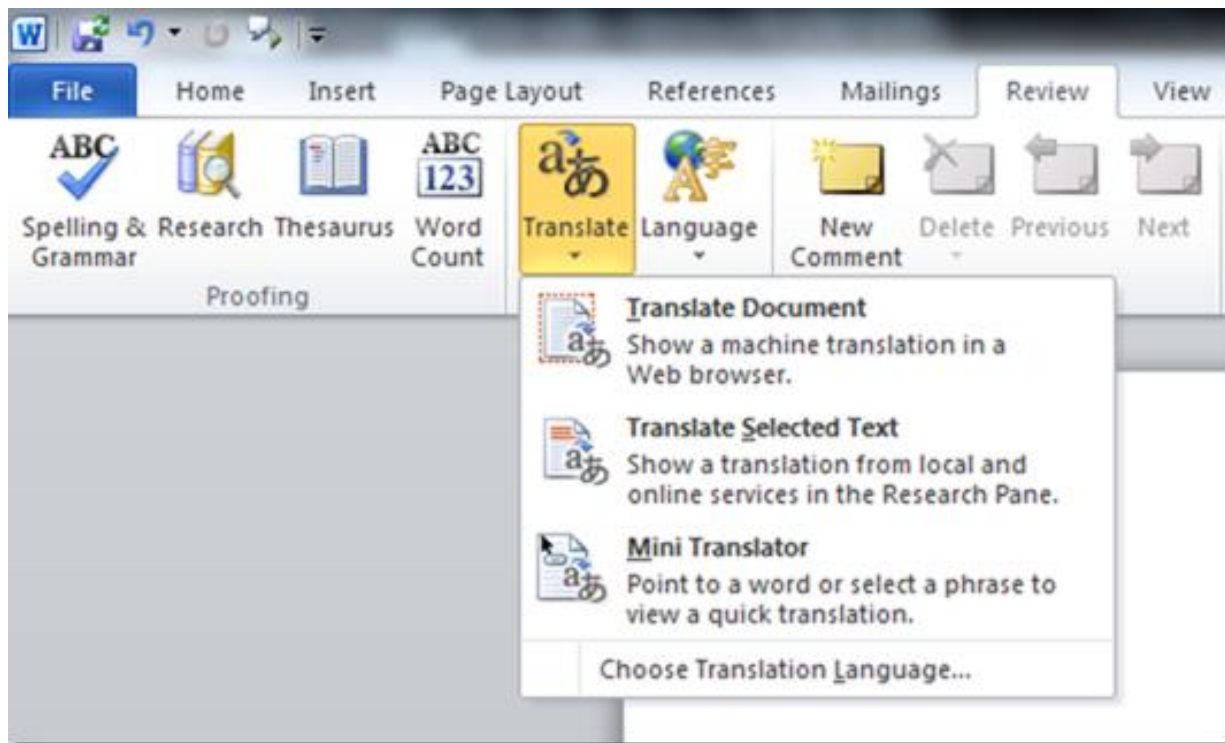 W
File Home Insert Page Layout References Mailings Review View
ABC
ABC
123
aあ
A
Spelling & Grammar
Research
Thesaurus
Word Count
Translate
Language
New Comment
Delete
Previous
Next
Proofing
Translate Document
Show a machine translation in a
Web browser.
Translate Selected Text
Show a translation from local and
online services in the Research Pane.
Mini Translator
Point to a word or select a phrase to
view a quick translation.
Choose Translation Language...